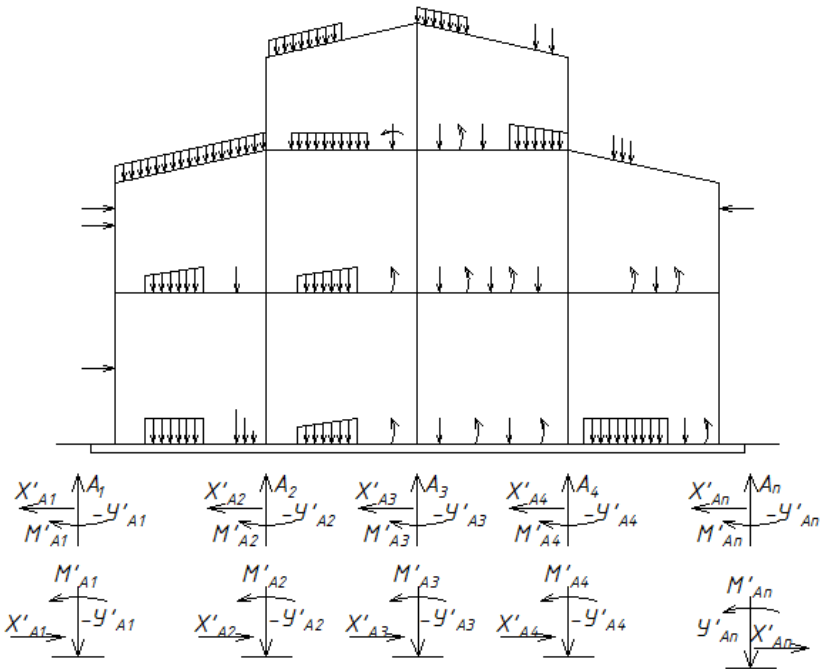 X'A1 A1 X'A2 A2 X'A3 A3 X'A4 A4 X'An An
M'A1 -У'A1 M'A2 -У'A2 M'A3 -У'A3 M'A4 -У'A4 M'An -У'An
M'A1 M'A2 M'A3 M'A4 M'An
X'A1 -У'A1 X'A2 -У'A2 X'A3 -У'A3 X'A4 -У'A4 У'An X'An